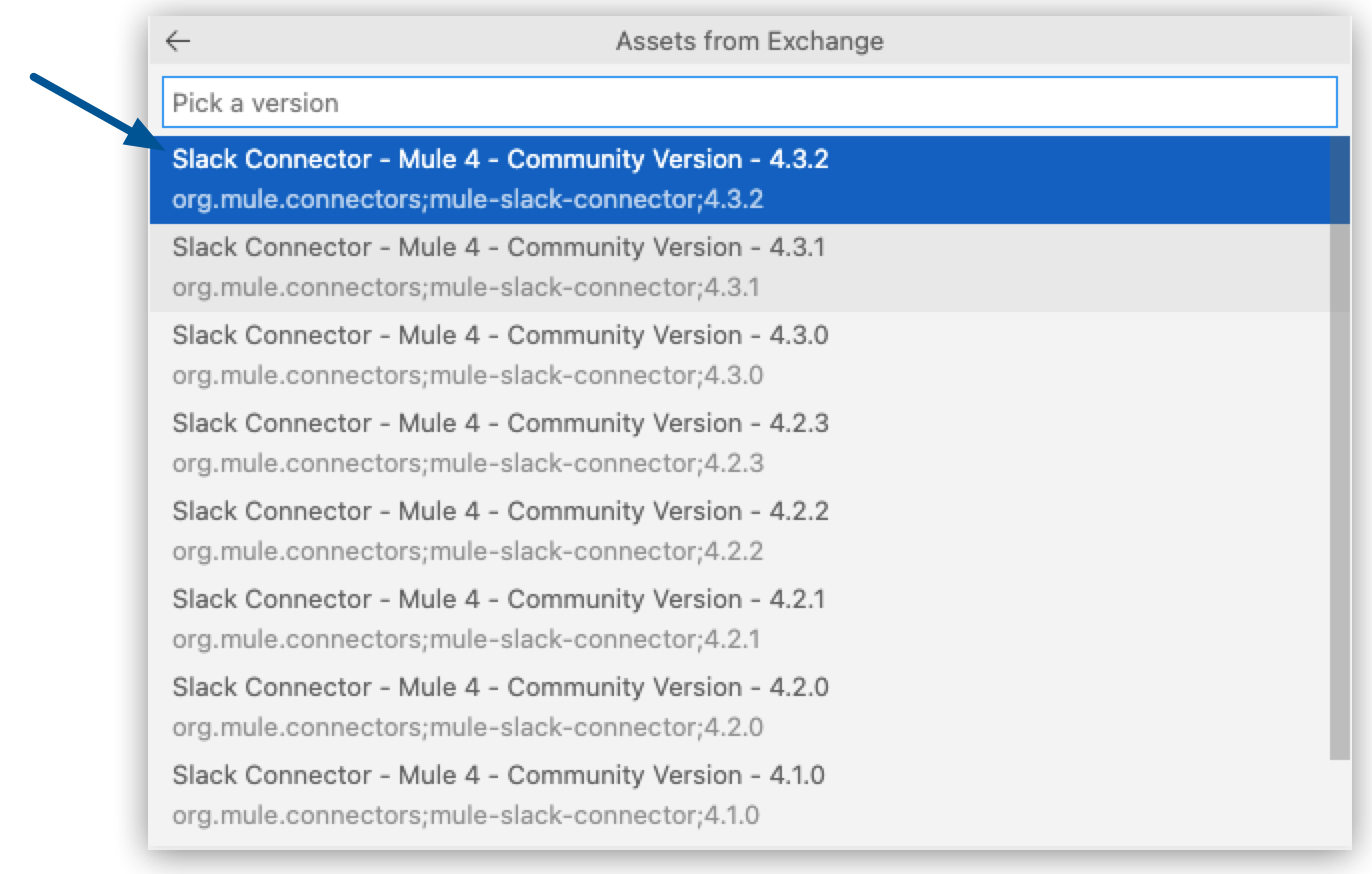 Assets from Exchange
Pick a version
Slack Connector - Mule 4 - Community Version - 4.3.2
org.mule.connectors;mule-slack-connector;4.3.2
Slack Connector - Mule 4 - Community Version - 4.3.1
org.mule.connectors;mule-slack-connector;4.3.1
Slack Connector - Mule 4 - Community Version - 4.3.0
org.mule.connectors;mule-slack-connector;4.3.0
Slack Connector - Mule 4 - Community Version - 4.2.3
org.mule.connectors;mule-slack-connector;4.2.3
Slack Connector - Mule 4 - Community Version - 4.2.2
org.mule.connectors;mule-slack-connector;4.2.2
Slack Connector - Mule 4 - Community Version - 4.2.1
org.mule.connectors;mule-slack-connector;4.2.1
Slack Connector - Mule 4 - Community Version - 4.2.0
org.mule.connectors;mule-slack-connector;4.2.0
Slack Connector - Mule 4 - Community Version - 4.1.0
org.mule.connectors;mule-slack-connector;4.1.0